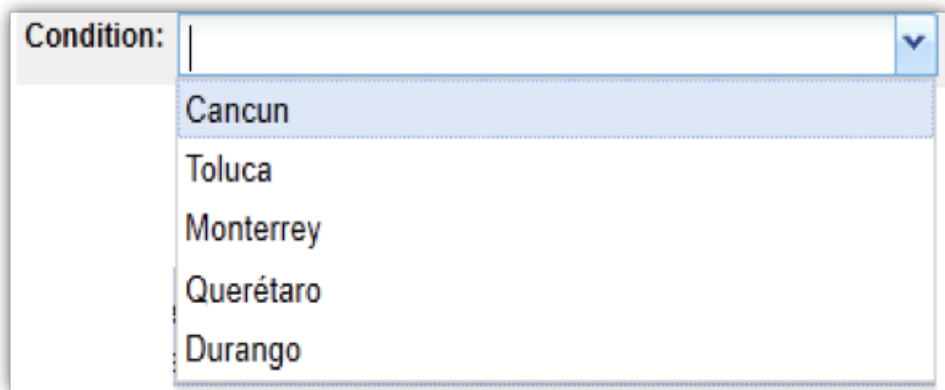 Condition:
Cancun
Toluca
Monterrey
Querétaro
Durango